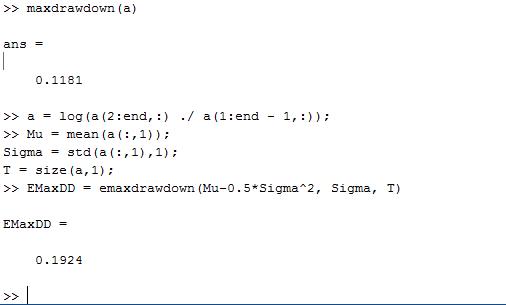 >> maxdrawdown(a)
ans =
0.1181
>> a = log(a(2:end,:) ./ a(1:end - 1,:));
>> Mu = mean(a(:,1));
Sigma = std(a(:,1),1);
T = size(a,1);
>> EMaxDD = emaxdrawdown(Mu-0.5*Sigma^2, Sigma, T)
EMaxDD =
0.1924
>>